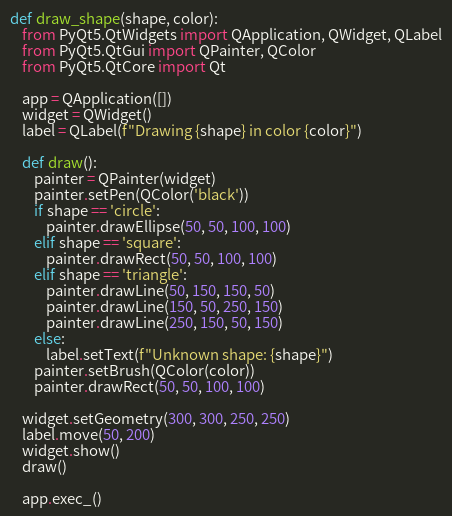 def draw_shape(shape, color):
from PyQt5.QtWidgets import QApplication, QWidget, QLabel
from PyQt5.QtGui import QPainter, QColor
from PyQt5.QtCore import Qt
app = QApplication([])
widget = QWidget()
label = QLabel(f"Drawing {shape} in color {color}")
def draw():
painter = QPainter(widget)
painter.setPen(QColor('black'))
if shape == 'circle':
painter.drawEllipse(50, 50, 100, 100)
elif shape == 'square':
painter.drawRect(50, 50, 100, 100)
elif shape == 'triangle':
painter.drawLine(50, 150, 150, 50)
painter.drawLine(150, 50, 250, 150)
painter.drawLine(250, 150, 50, 150)
else:
label.setText(f"Unknown shape: {shape}")
painter.setBrush(QColor(color))
painter.drawRect(50, 50, 100, 100)
widget.setGeometry(300, 300, 250, 250)
label.move(50, 200)
widget.show()
draw()
app.exec_()